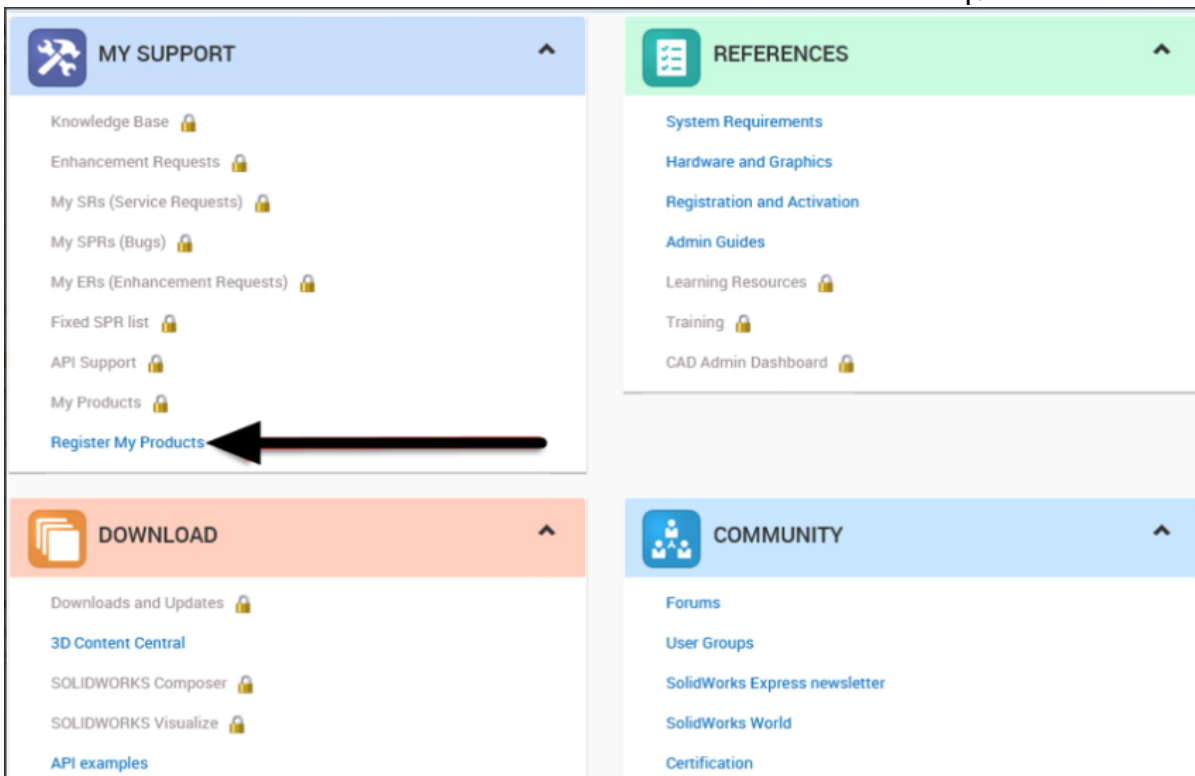 MY SUPPORT
Knowledge Base
Enhancement Requests
My SRs (Service Requests)
My SPRs (Bugs)
My ERs (Enhancement Requests)
Fixed SPR list
API Support
My Products
Register My Products
REFERENCES
System Requirements
Hardware and Graphics
Registration and Activation
Admin Guides
Learning Resources
Training
CAD Admin Dashboard
DOWNLOAD
Downloads and Updates
3D Content Central
SOLIDWORKS Composer
SOLIDWORKS Visualize
API examples
COMMUNITY
Forums
User Groups
SolidWorks Express newsletter
SolidWorks World
Certification